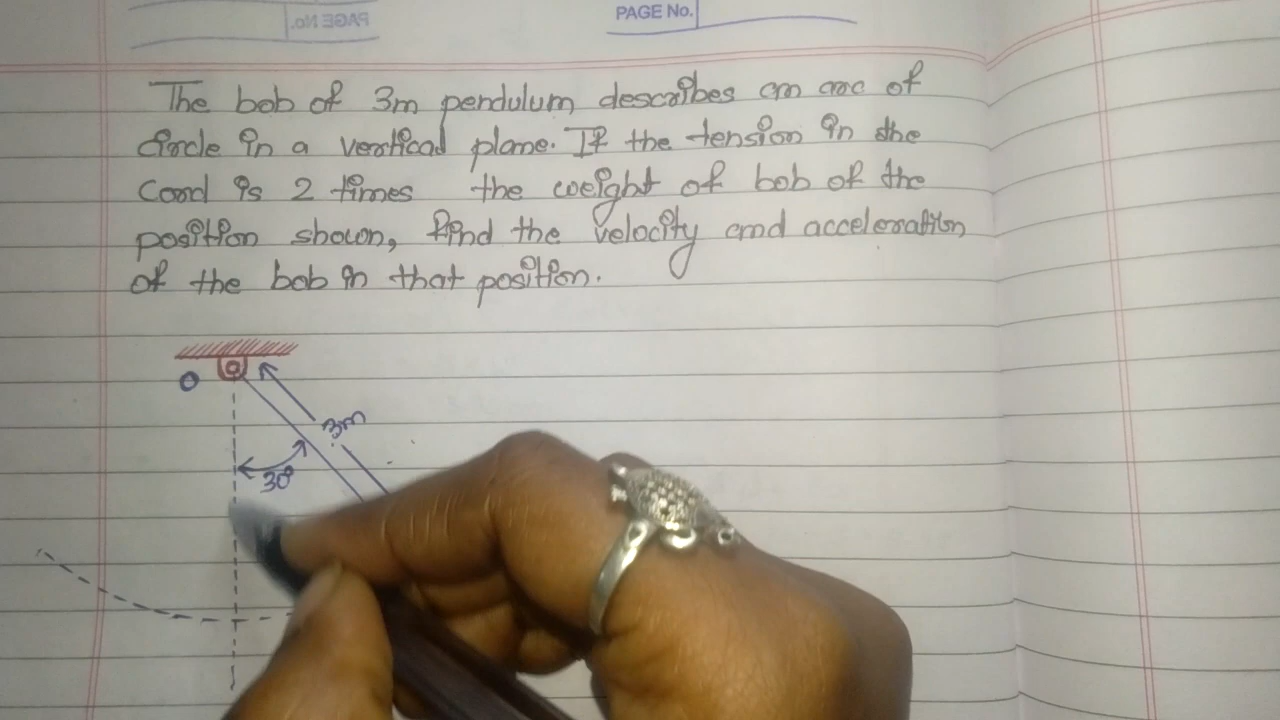 PAGE No.
PAGE No.
The bob of 3m pendulum describes an arc of
circle in a vertical plane. If the tension in the
Cord is 2 times the weight of bob of the
position shown, find the velocity and acceleration
of the bob in that position.
O
3m
30°